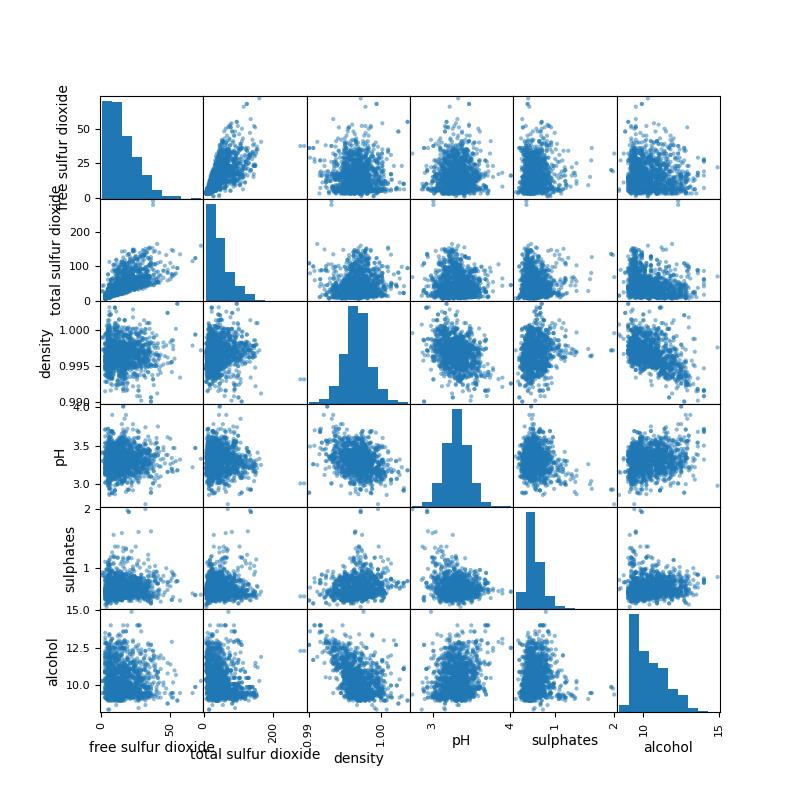 free sulfur dioxide
50
25
0
total sulfur dioxide
200
100
0
density
1.000
0.995
0.990
pH
4.0
3.5
3.0
sulphates
2
1
alcohol
15.0
12.5
10.0
0 50 0 200 0.99 1.00 3 4 1 2 10 15
free sulfur dioxide total sulfur dioxide density pH sulphates alcohol